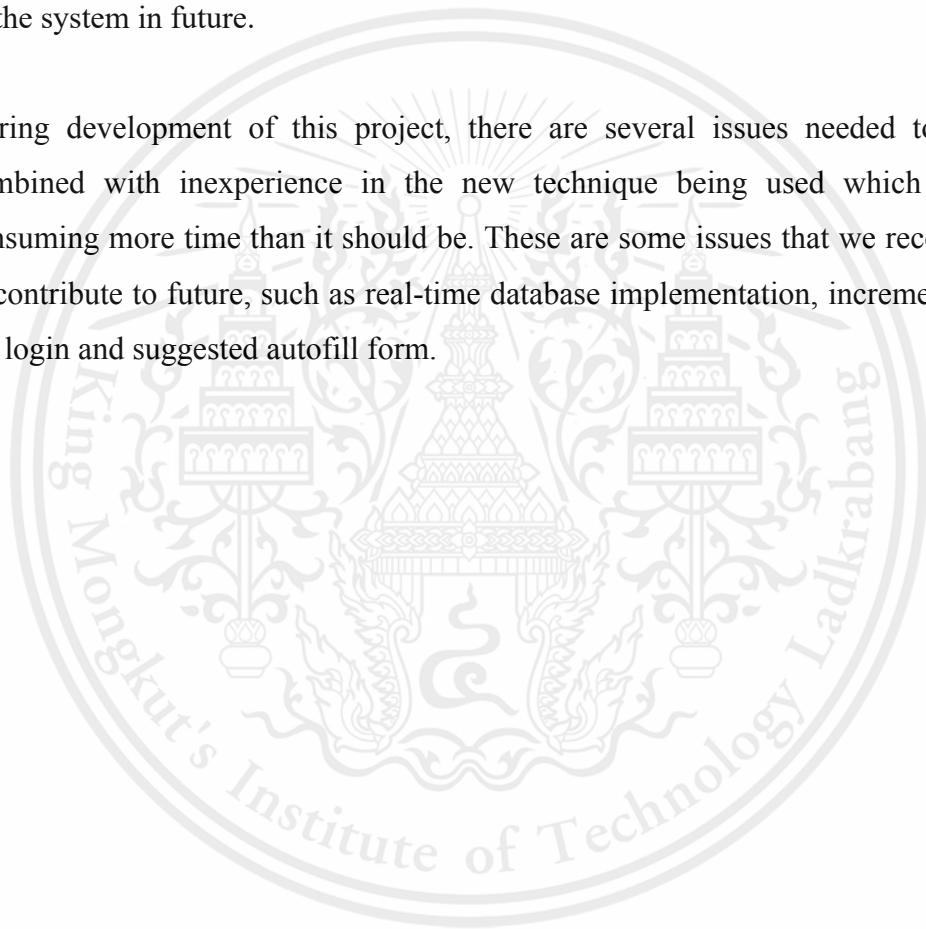 the system in future.
ring development of this project, there are several issues needed to
mbined with inexperience in the new technique being used which
nsuming more time than it should be. These are some issues that we reco
contribute to future, such as real-time database implementation, increme
login and suggested autofill form.
King Mongkut's Institute of Technology Ladkrabang